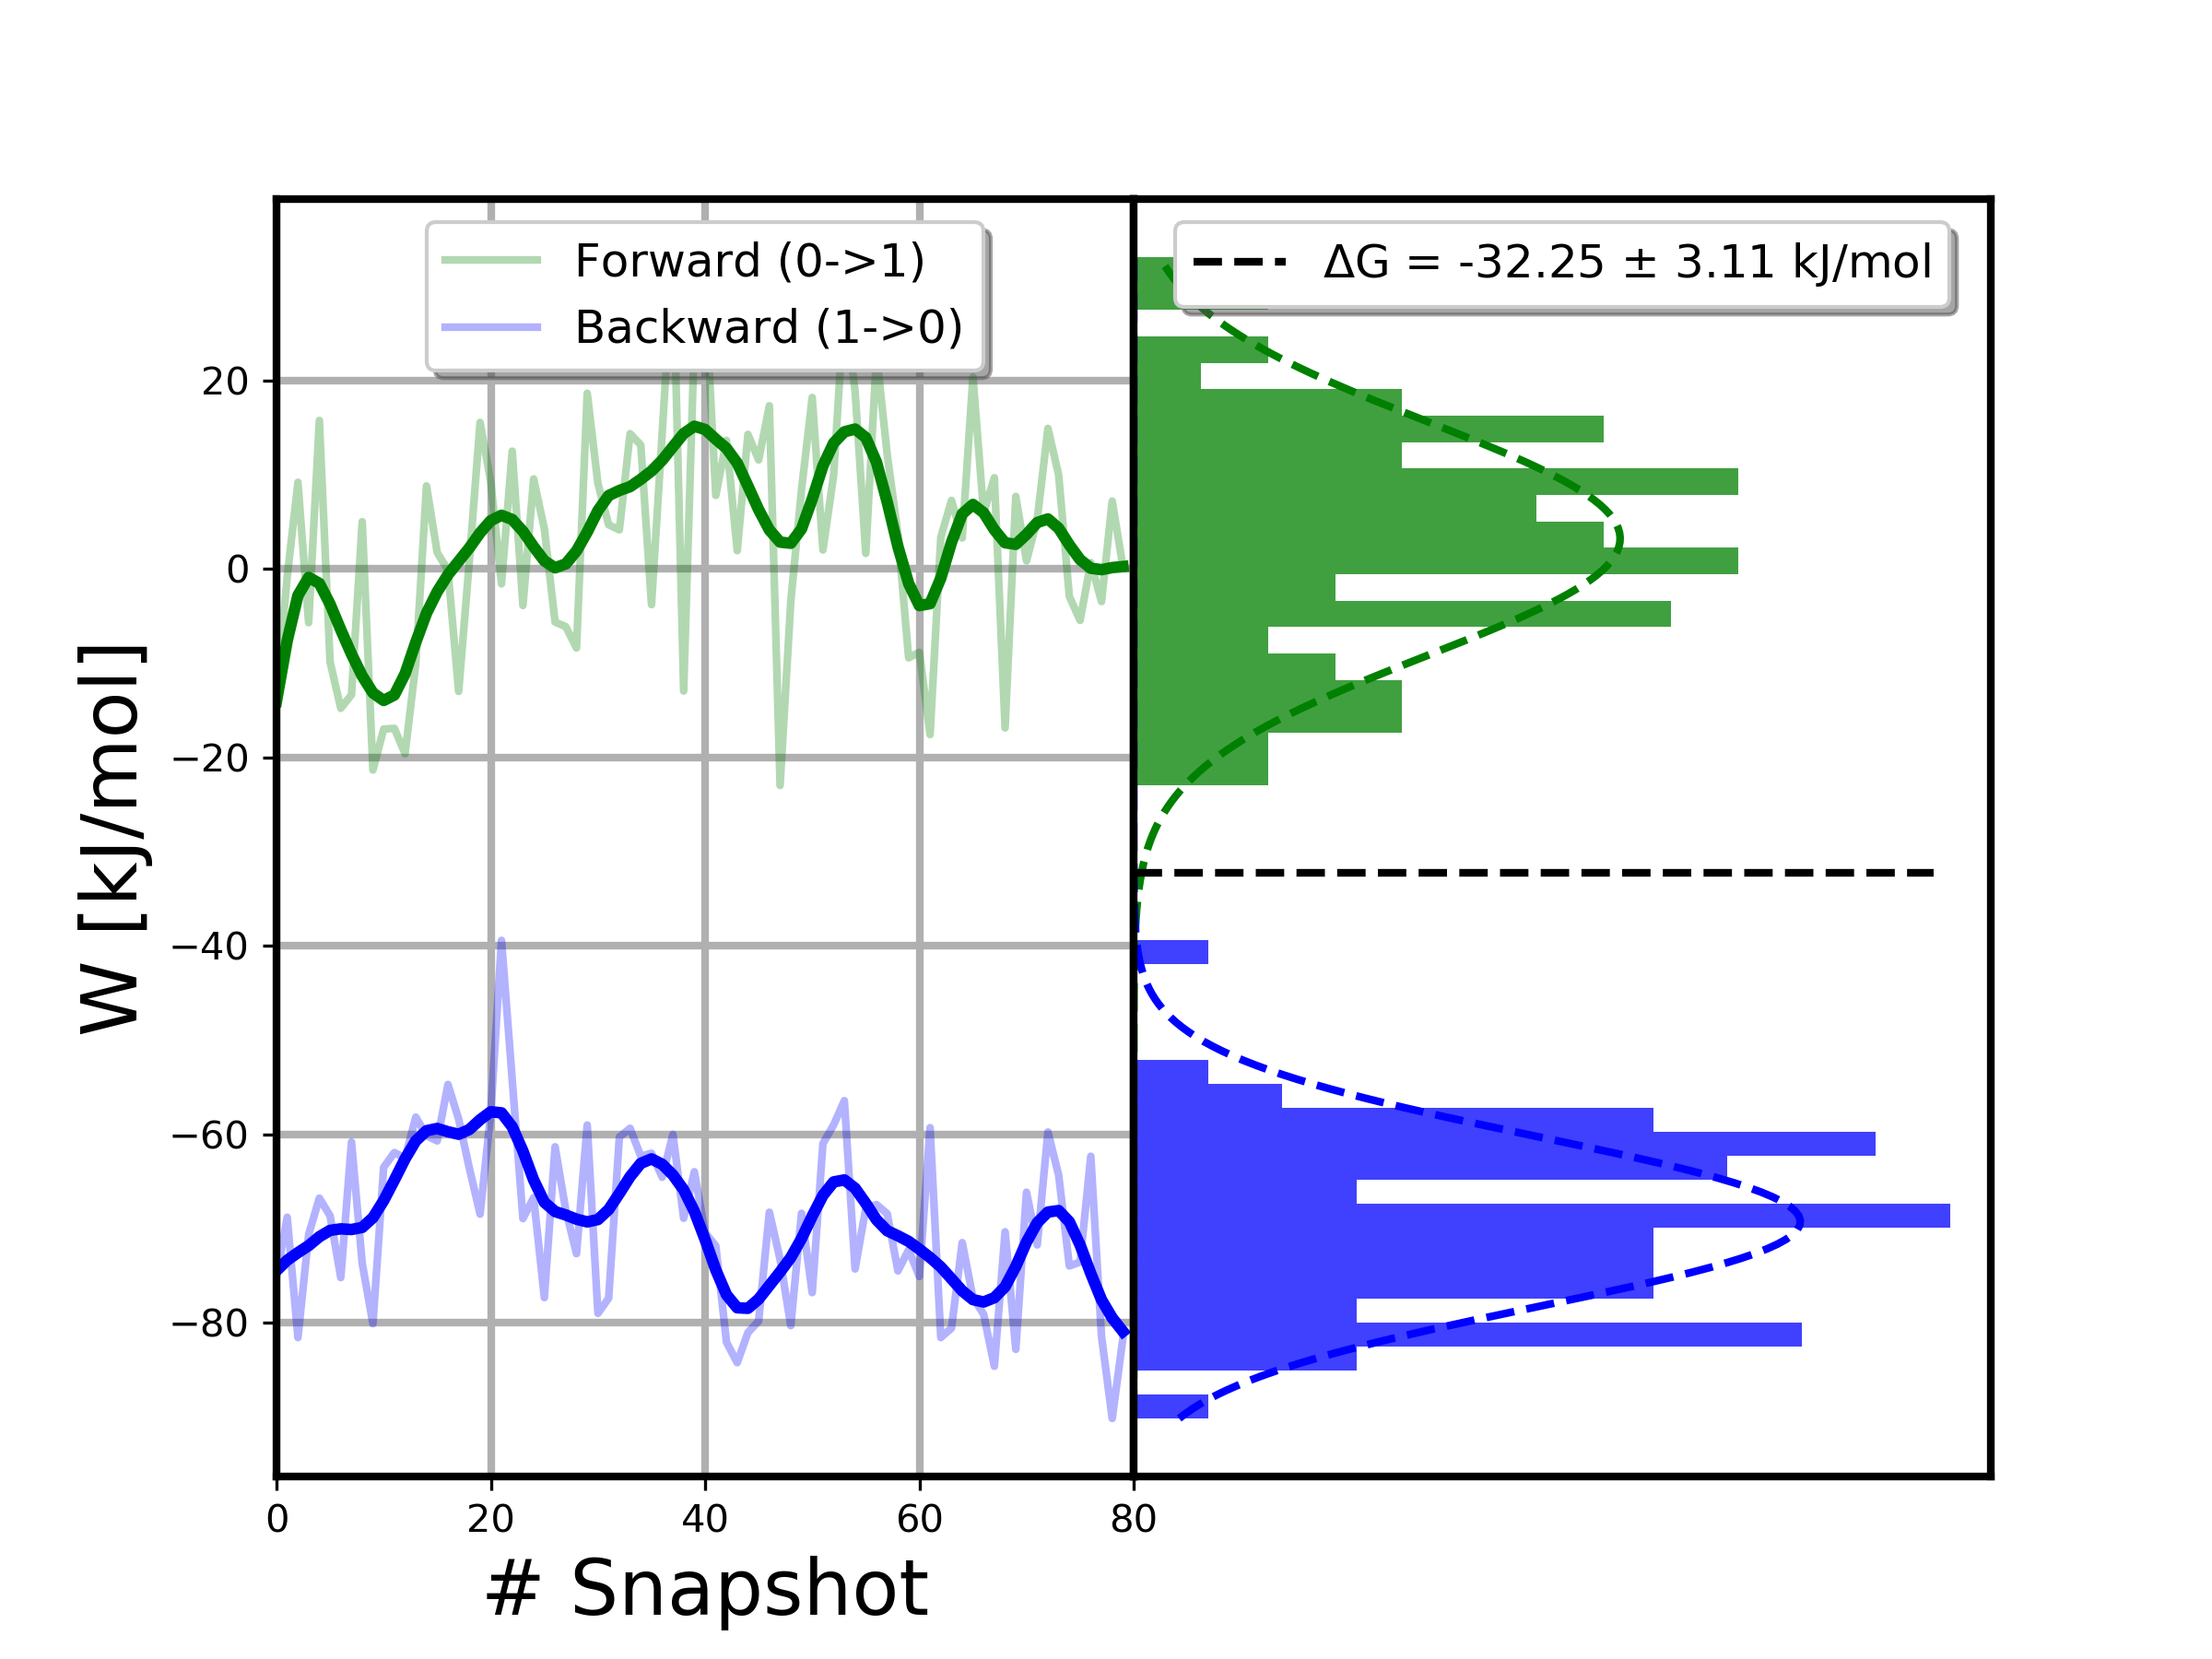 Forward (0->1)
Backward (1->0)
ΔG = -32.25 ± 3.11 kJ/mol
20
0
−20
−40
−60
−80
W [kJ/mol]
0 20 40 60 80
# Snapshot